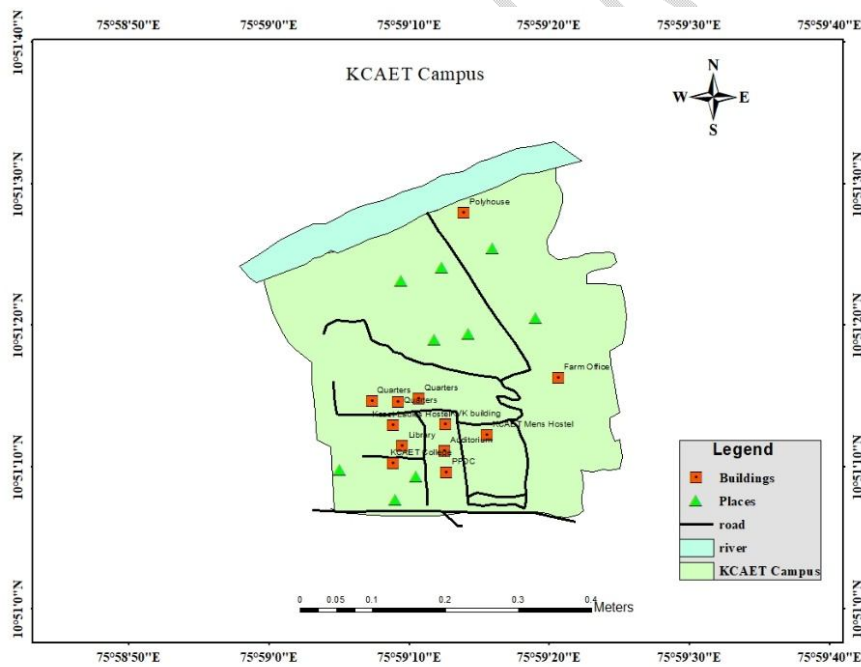 75°58'50"E 75°59'0"E 75°59'10"E 75°59'20"E 75°59'30"E 75°59'40"E
10°51'40"N 10°51'40"N
KCAET Campus
N
W E
S
10°51'30"N 10°51'30"N
Polyhouse
10°51'20"N 10°51'20"N
Farm Office
Quarters Quarters
Quarters
Ladies Hostel K building
KCAET Mens Hostel
Library Auditorium
KCAET College
10°51'10"N 10°51'10"N
Legend
Buildings
Places
road
river
KCAET Campus
0 0.05 0.1 0.2 0.3 0.4
Meters
10°51'0"N 10°51'0"N
75°58'50"E 75°59'0"E 75°59'10"E 75°59'20"E 75°59'30"E 75°59'40"E